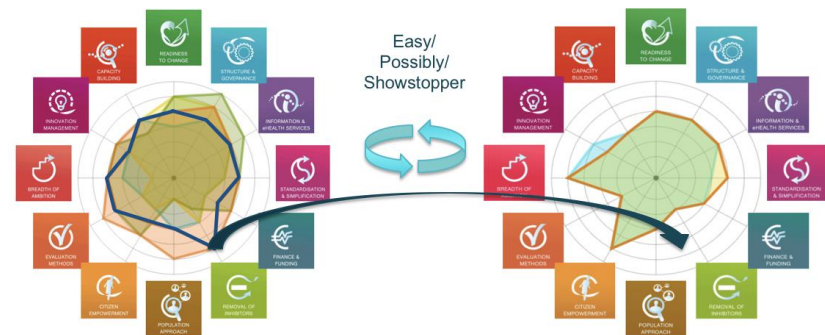 READINESS
TO CHANGE
STRUCTURE &
GOVERNANCE
INFORMATION &
eHEALTH SERVICES
STANDARDISATION
& SIMPLIFICATION
FINANCE &
FUNDING
REMOVAL OF
INHIBITORS
POPULATION
APPROACH
CITIZEN
EMPOWERMENT
EVALUATION
METHODS
BREADTH OF
AMBITION
INNOVATION
MANAGEMENT
CAPACITY
BUILDING
Easy/
Possibly/
Showstopper
READINESS
TO CHANGE
STRUCTURE &
GOVERNANCE
INFORMATION &
eHEALTH SERVICES
STANDARDISATION
& SIMPLIFICATION
FINANCE &
FUNDING
REMOVAL OF
INHIBITORS
POPULATION
APPROACH
CITIZEN
EMPOWERMENT
EVALUATION
METHODS
BREADTH OF
INNOVATION
MANAGEMENT
CAPACITY
BUILDING